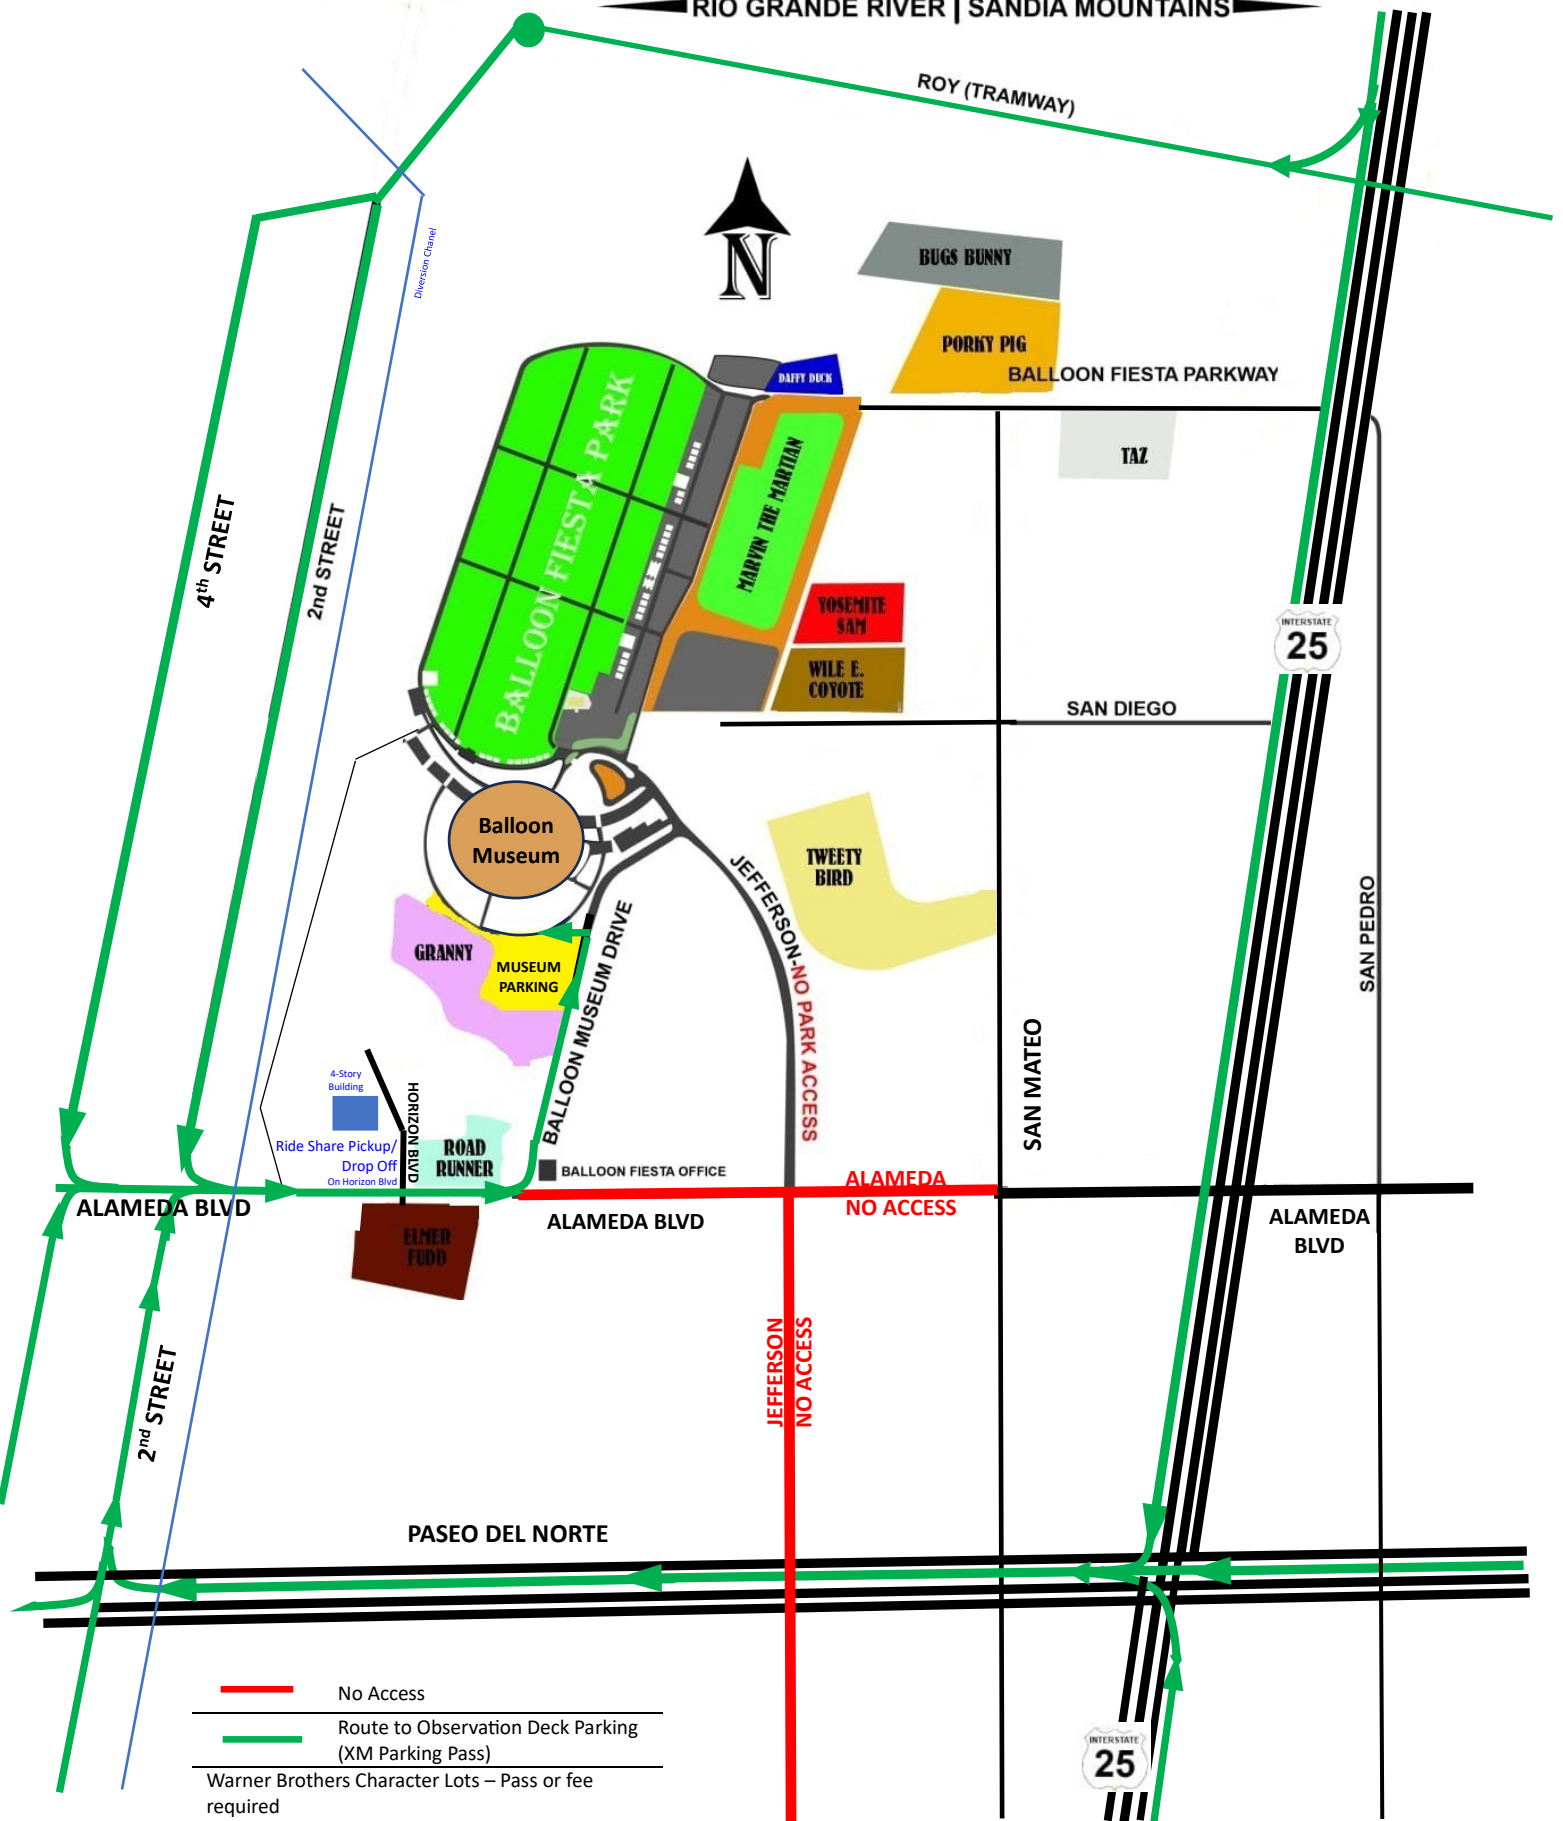 RIO GRANDE RIVER | SANDIA MOUNTAINS
ROY (TRAMWAY)
N
BUGS BUNNY
Diversion Chanel
PORKY PIG
DAFFY DUCK
BALLOON FIESTA PARKWAY
BALLOON FIESTA PARK
MARVIN THE MARTIAN
TAZ
4th STREET
2nd STREET
YOSEMITE
SAM
INTERSTATE
25
WILE E.
COYOTE
SAN DIEGO
Balloon
Museum
TWEETY
BIRD
JEFFERSON-NO PARK ACCESS
SAN PEDRO
GRANNY
MUSEUM
PARKING
BALLOON MUSEUM DRIVE
SAN MATEO
4-Story
Building
HORIZON BLVD
Ride Share Pickup/
Drop Off
On Horizon Blvd
ROAD
RUNNER
BALLOON FIESTA OFFICE
ALAMEDA
NO ACCESS
ALAMEDA BLVD
ALAMEDA BLVD
ALAMEDA
BLVD
ELMER
FUDD
JEFFERSON
NO ACCESS
2nd STREET
PASEO DEL NORTE
No Access
Route to Observation Deck Parking
(XM Parking Pass)
INTERSTATE
25
Warner Brothers Character Lots – Pass or fee
required